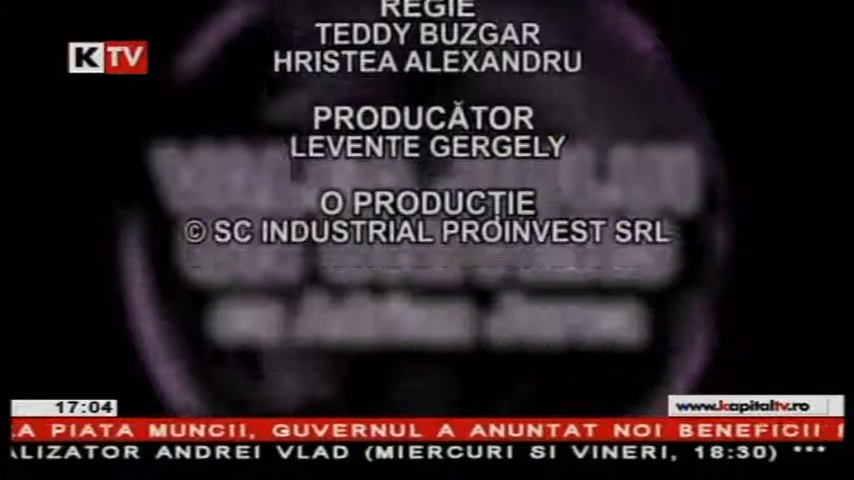 REGIE
TEDDY BUZGAR
HRISTEA ALEXANDRU
KTV
PRODUCĂTOR
LEVENTE GERGELY
O PRODUCȚIE
© SC INDUSTRIAL PROINVEST SRL
17:04
www.kapitaltv.ro
LA PIATA MUNCII, GUVERNUL A ANUNTAT NOI BENEFICII
ALIZATOR ANDREI VLAD (MIERCURI SI VINERI, 18:30) ***